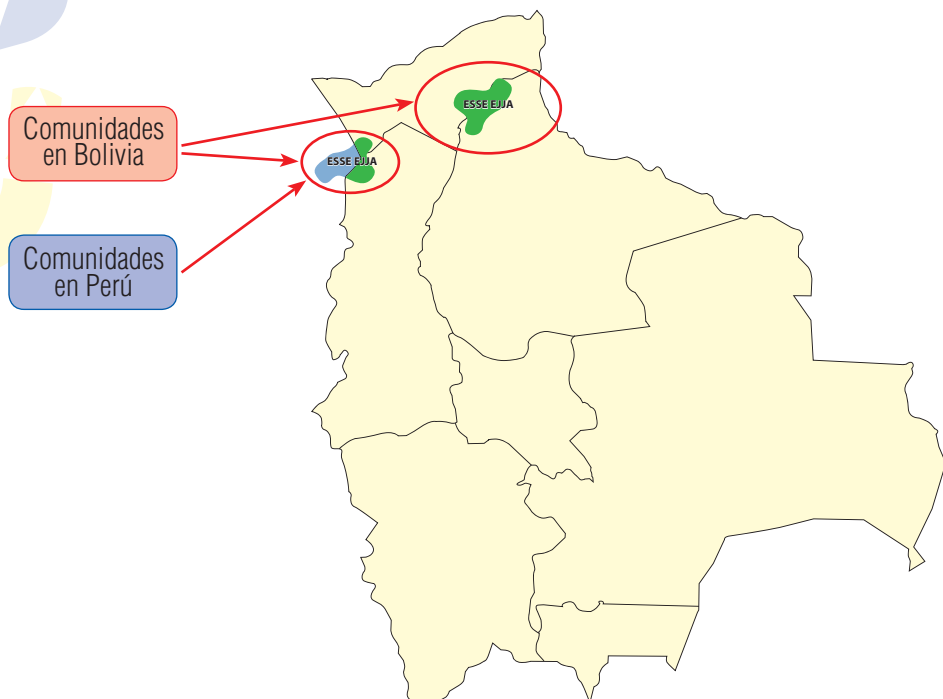 ESSE EJJA
Comunidades
en Bolivia
ESSE EJJA
Comunidades
en Perú